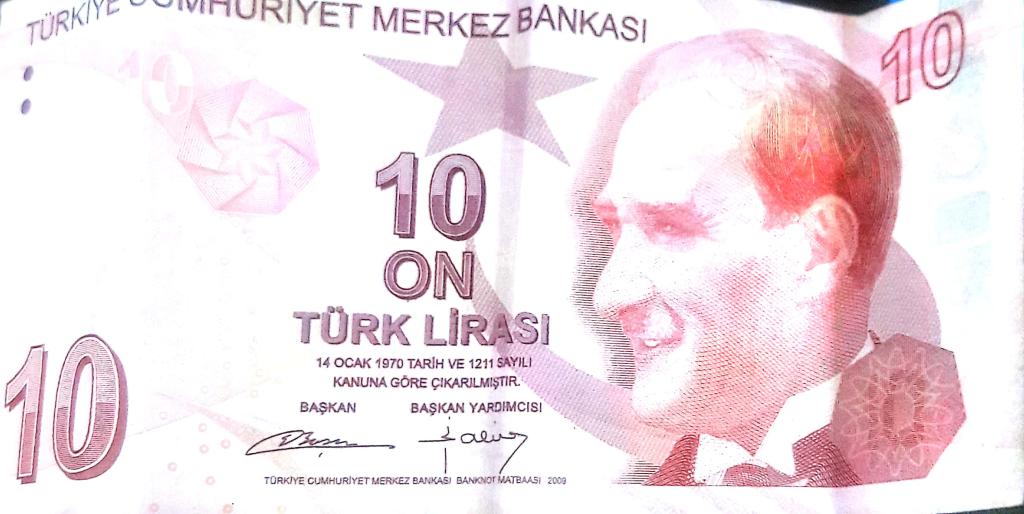 TÜRKİYE CUMHURİYET MERKEZ BANKASI
10
10
10
ON
TÜRK LİRASI
14 OCAK 1970 TARİH VE 1211 SAYILI
KANUNA GÖRE ÇIKARILMIŞTIR.
BAŞKAN BAŞKAN YARDIMCISI
10
TÜRKİYE CUMHURİYET MERKEZ BANKASI BANKNOT MATBAASI 2009